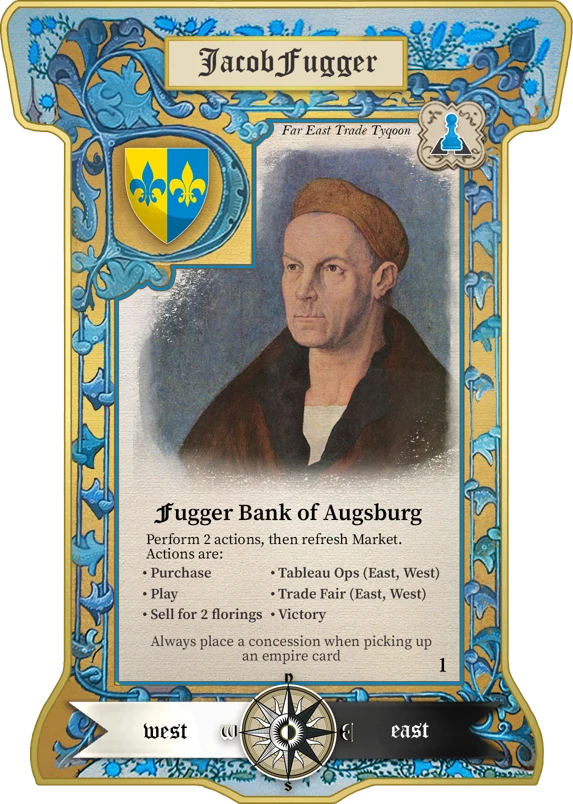 Jacob Fugger
Far East Trade Tyqoon
Fugger Bank of Augsburg
Perform 2 actions, then refresh Market.
Actions are:
• Purchase
• Play
• Sell for 2 florings
• Tableau Ops (East, West)
• Trade Fair (East, West)
• Victory
Always place a concession when picking up
an empire card
1
n
west W E east
s